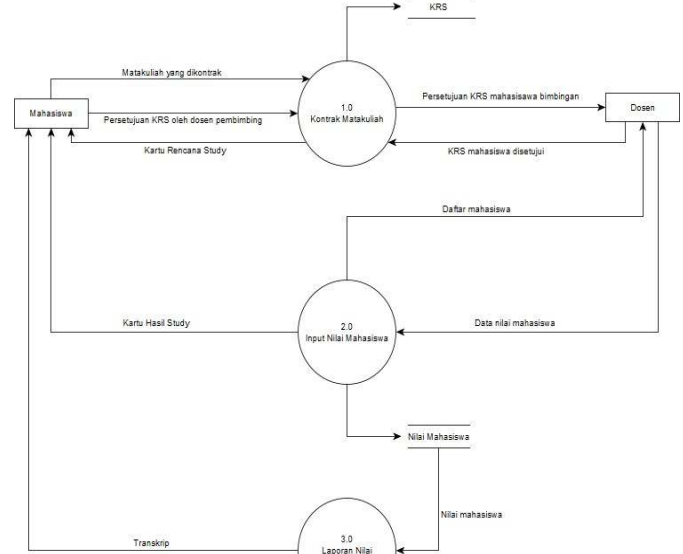 KRS
Matakuliah yang dikontrak
Mahasiswa
Persetujuan KRS oleh dosen pembimbing
Kartu Rencana Study
1.0
Kontrak Matakuliah
Persetujuan KRS mahasisawa bimbingan
Dosen
KRS mahasiswa disetujui
Daftar mahasiswa
Kartu Hasil Study
2.0
Input Nilai Mahasiswa
Data nilai mahasiswa
Nilai Mahasiswa
Nilai mahasiswa
Transkrip
3.0
Laporan Nilai